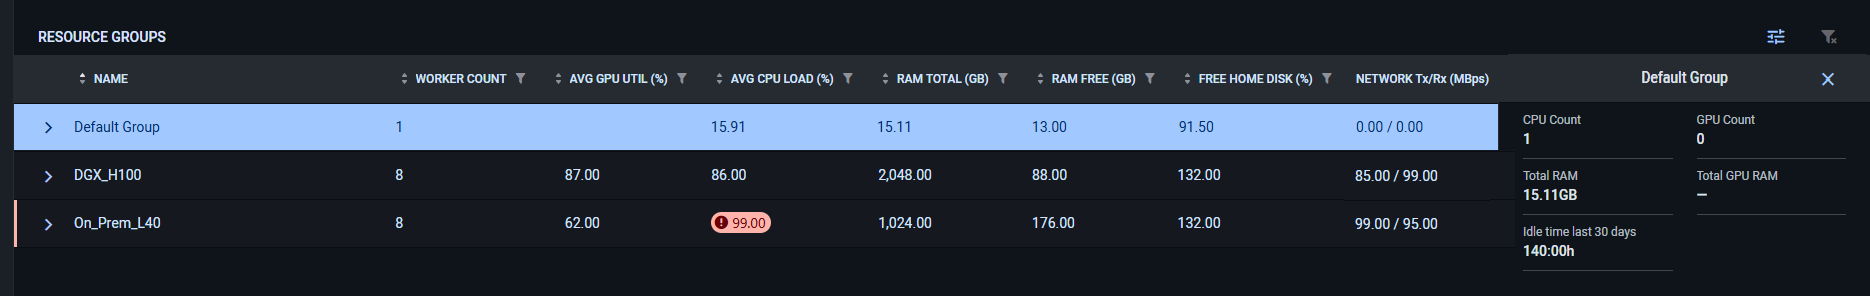 RESOURCE GROUPS
NAME WORKER COUNT AVG GPU UTIL (%) AVG CPU LOAD (%) RAM TOTAL (GB) RAM FREE (GB) FREE HOME DISK (%) NETWORK Tx/Rx (MBps)
Default Group 1 15.91 15.11 13.00 91.50 0.00 / 0.00
DGX_H100 8 87.00 86.00 2,048.00 88.00 132.00 85.00 / 99.00
On_Prem_L40 8 62.00 99.00 1,024.00 176.00 132.00 99.00 / 95.00
Default Group
CPU Count GPU Count
1 0
Total RAM Total GPU RAM
15.11GB —
Idle time last 30 days
140:00h